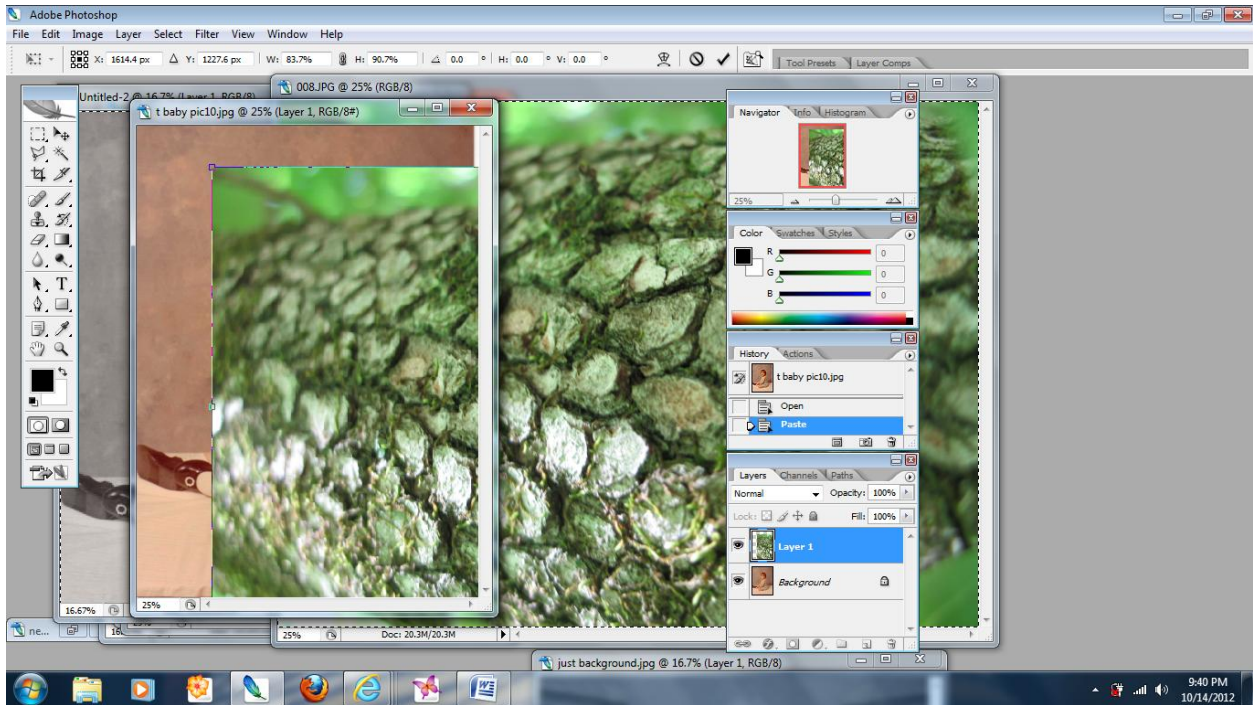 Adobe Photoshop
File Edit Image Layer Select Filter View Window Help
X: 1614.4 px Y: 1227.6 px W: 83.7% H: 90.7% 0.0 ° H: 0.0 ° V: 0.0 °
Tool Presets Layer Comps
008.JPG @ 25% (RGB/8)
Untitled-2 @ 16.7% (Layer 1, RGB/8)
t baby pic10.jpg @ 25% (Layer 1, RGB/8#)
Navigator Info Histogram
25%
Color Swatches Styles
R 0
G 0
B 0
History Actions
t baby pic10.jpg
Open
Paste
Layers Channels Paths
Normal Opacity: 100%
Lock: Fill: 100%
Layer 1
Background
T
25%
16.67%
ne...
25% Doc: 20.3M/20.3M
just background.jpg @ 16.7% (Layer 1, RGB/8)
W
9:40 PM
10/14/2012